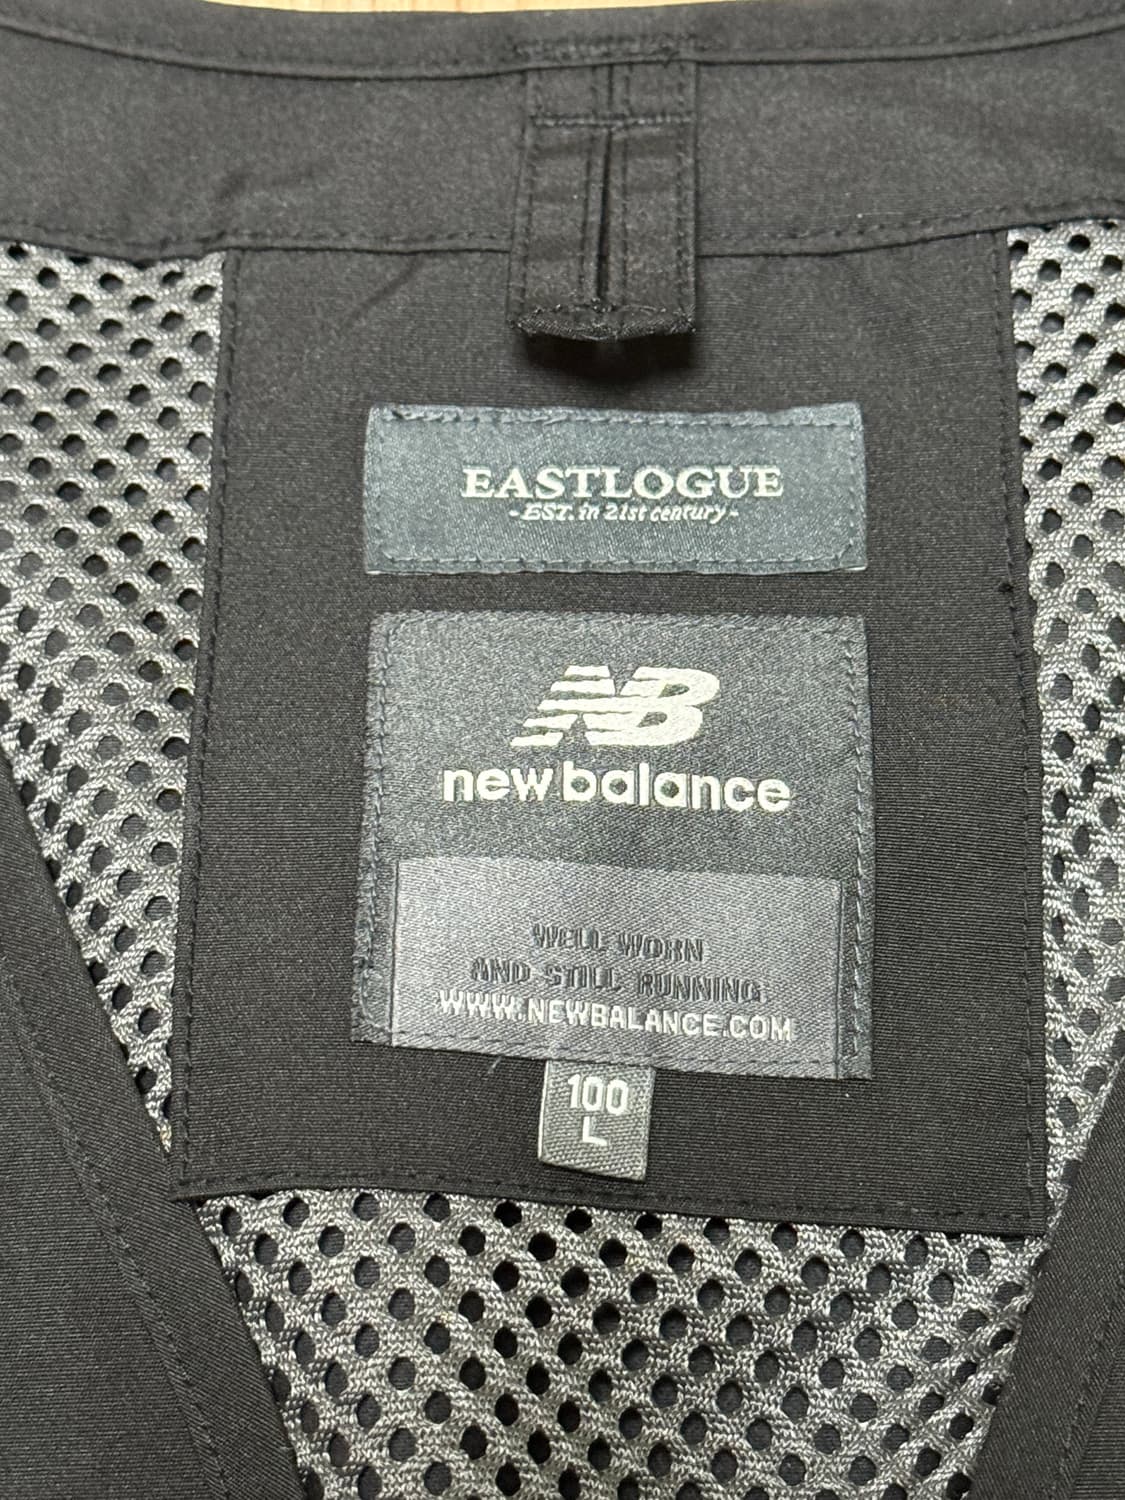 EASTLOGUE
-EST. in 21st century-
NB
new balance
WELL WORN
AND STILL RUNNING
WWW.NEWBALANCE.COM
100
L